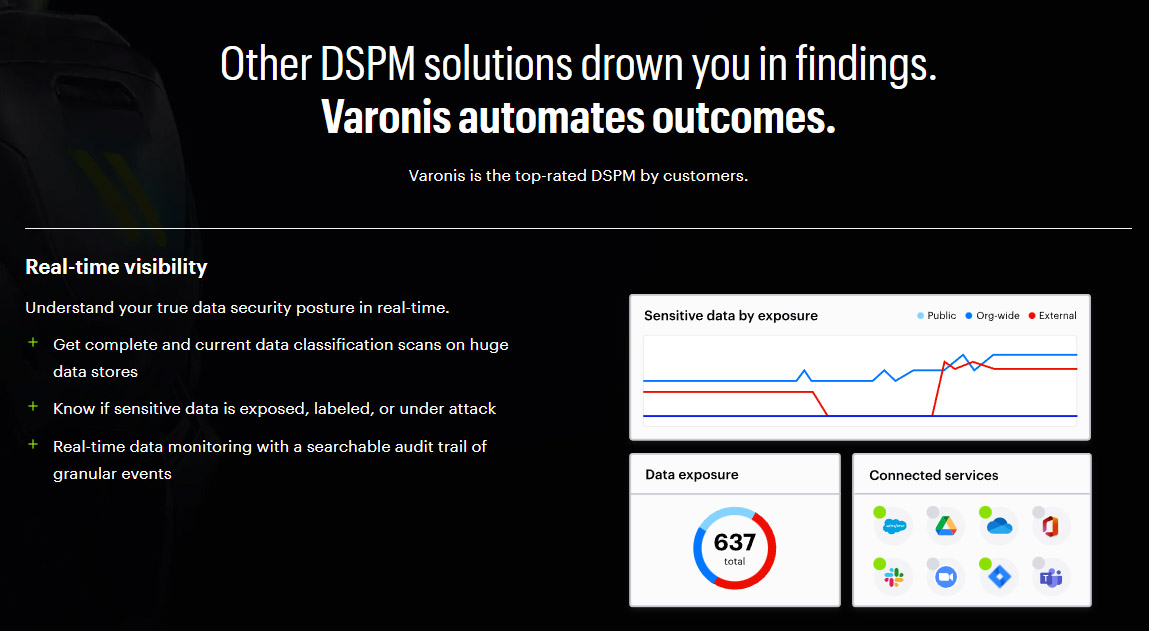 Other DSPM solutions drown you in findings.
Varonis automates outcomes.
Varonis is the top-rated DSPM by customers.
Real-time visibility
Understand your true data security posture in real-time.
+ Get complete and current data classification scans on huge
data stores
+ Know if sensitive data is exposed, labeled, or under attack
+ Real-time data monitoring with a searchable audit trail of
granular events
Sensitive data by exposure
Public Org-wide External
Data exposure
637
total
Connected services
salesforce